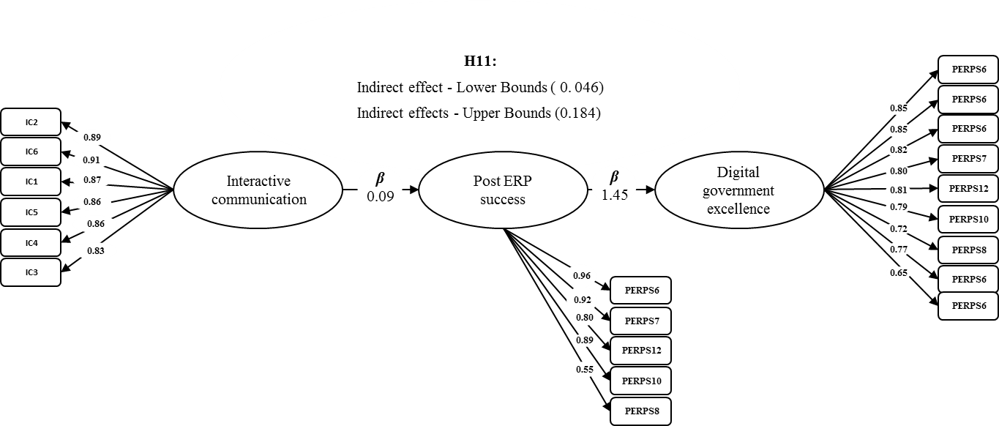 H11:
Indirect effect - Lower Bounds ( 0. 046)
Indirect effects - Upper Bounds (0.184)
IC2
IC6
IC1
IC5
IC4
IC3
0.89
0.91
0.87
0.86
0.86
0.83
Interactive
communication
β
0.09
Post ERP
success
β
1.45
Digital
government
excellence
0.96
0.92
0.80
0.89
0.55
PERPS6
PERPS7
PERPS12
PERPS10
PERPS8
0.85
0.85
0.82
0.80
0.81
0.79
0.72
0.77
0.65
PERPS6
PERPS6
PERPS6
PERPS7
PERPS12
PERPS10
PERPS8
PERPS6
PERPS6